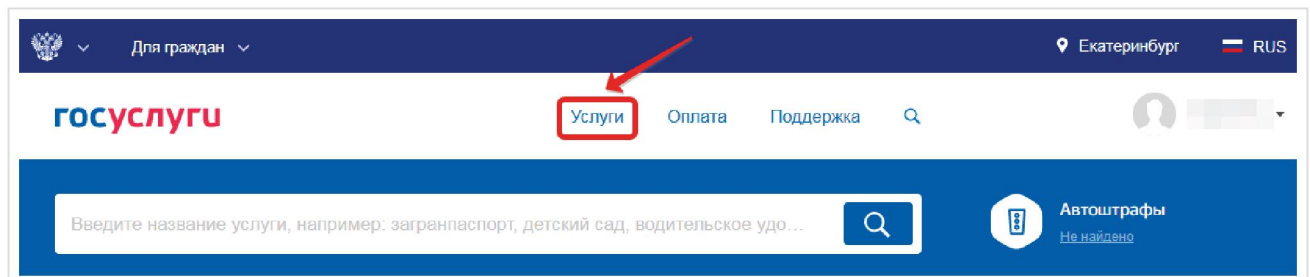 Для граждан
Екатеринбург
RUS
госуслуги
Услуги
Оплата
Поддержка
Введите название услуги, например: загранпаспорт, детский сад, водительское удо...
Автоштрафы
Не найдено